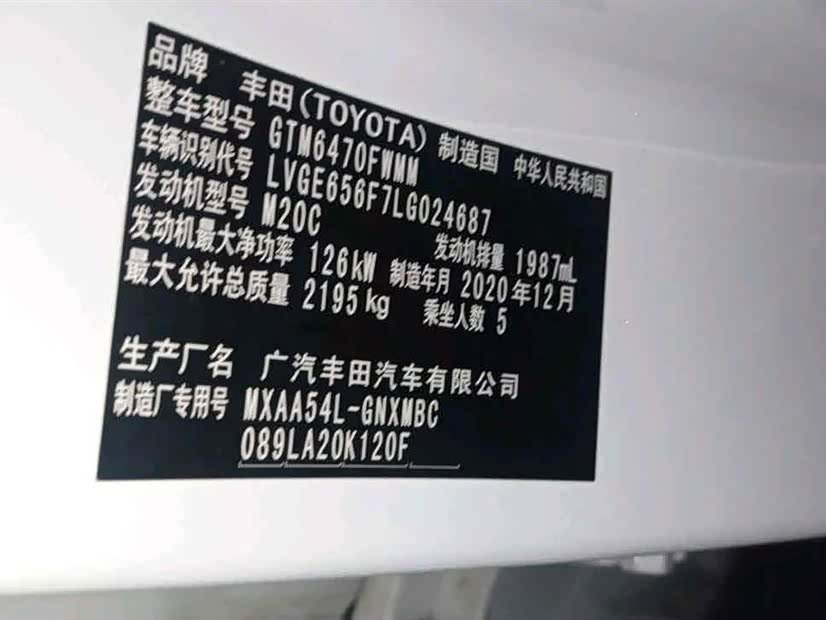 品牌 丰田(TOYOTA) 制造国 中华人民共和国
整车型号 GTM6470FWMM
车辆识别代号 LVGE656F7LG024687
发动机型号 M20C 发动机排量 1987mL
发动机最大净功率 126kW 制造年月 2020年12月
最大允许总质量 2195kg 乘坐人数 5
生产厂名 广汽丰田汽车有限公司
制造厂专用号 MXAA54L-GNXMBC
089LA20K120F